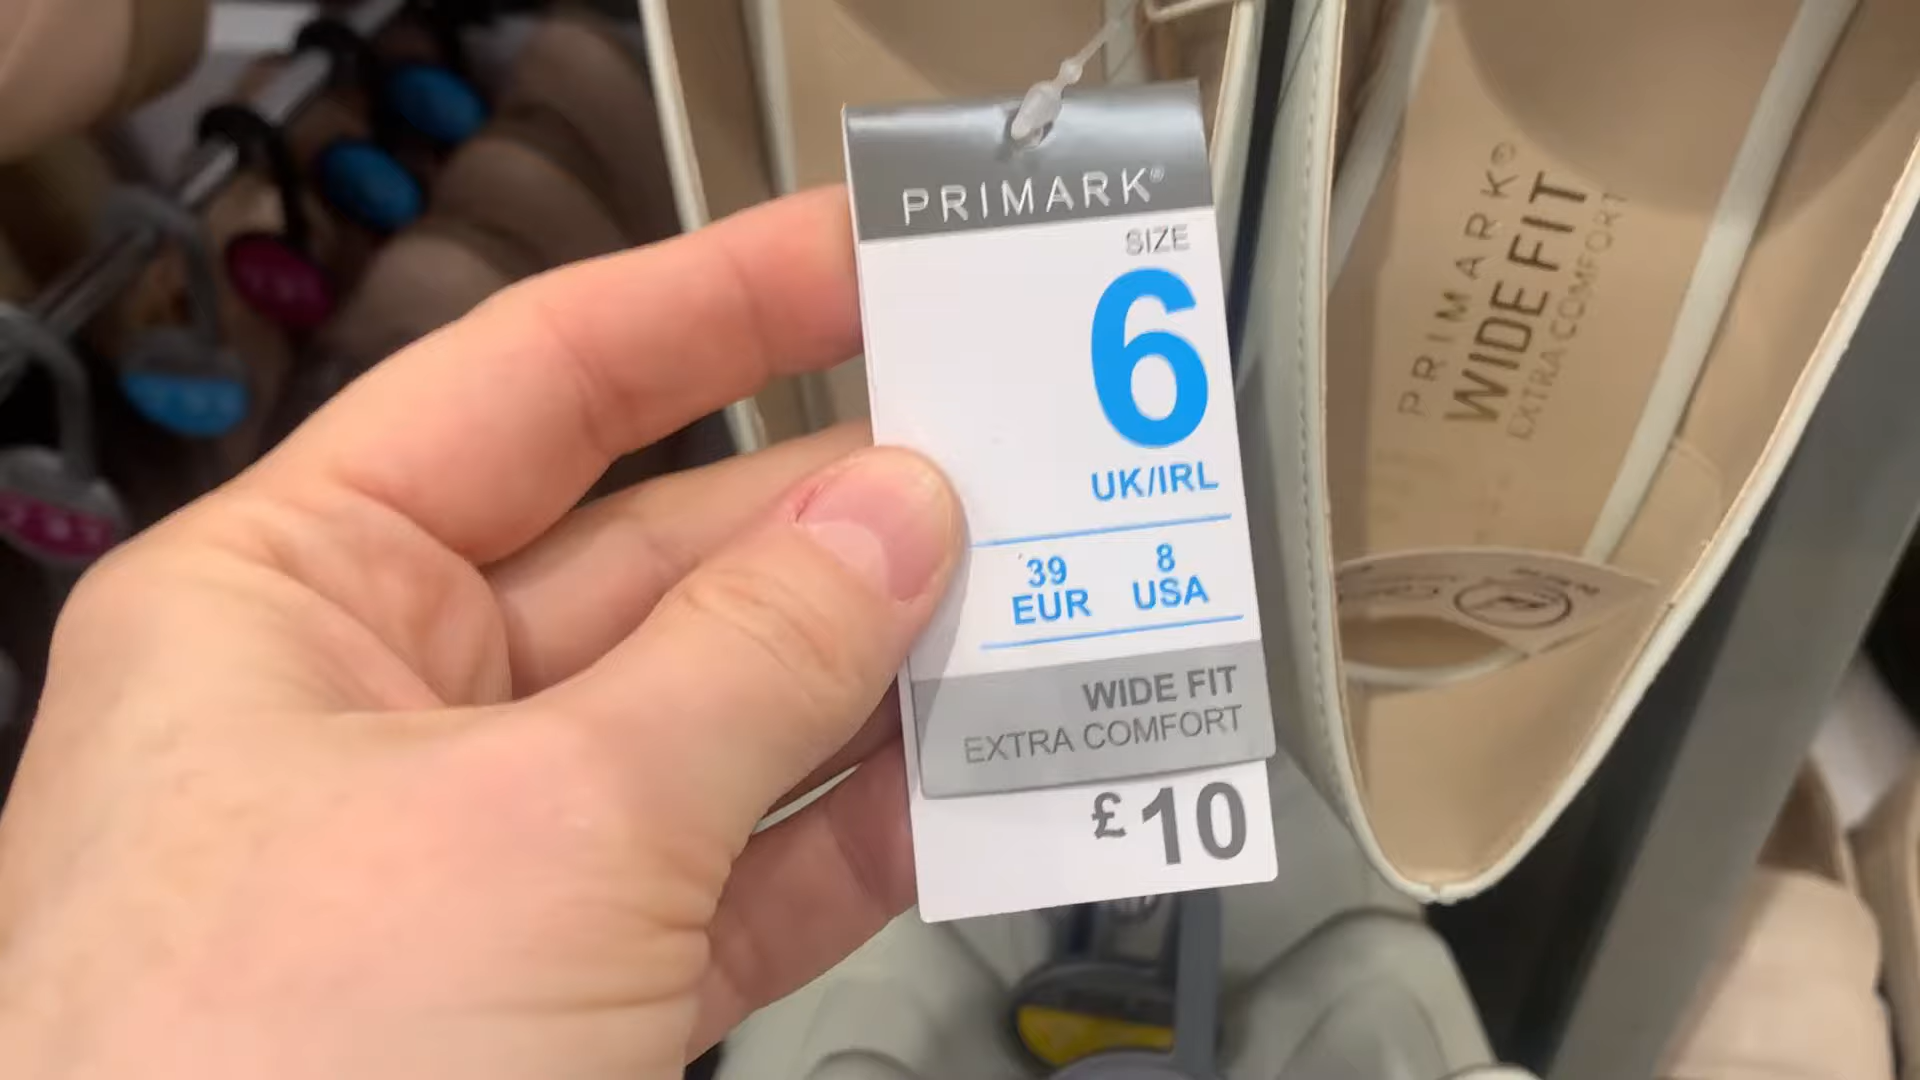 PRIMARK®
SIZE
6
UK/IRL
39 8
EUR USA
WIDE FIT
EXTRA COMFORT
£10
PRIMARK®
WIDE FIT
EXTRA COMFORT